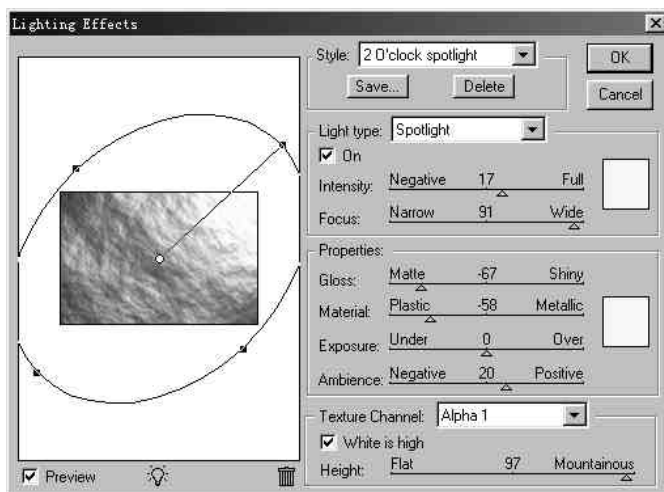 Lighting Effects
Style: 2 O'clock spotlight
OK
Save... Delete
Cancel
Light type: Spotlight
On
Intensity: Negative 17 Full
Focus: Narrow 91 Wide
Properties:
Gloss: Matte -67 Shiny
Material: Plastic -58 Metallic
Exposure: Under 0 Over
Ambience: Negative 20 Positive
Texture Channel: Alpha 1
White is high
Height: Flat 97 Mountainous
Preview